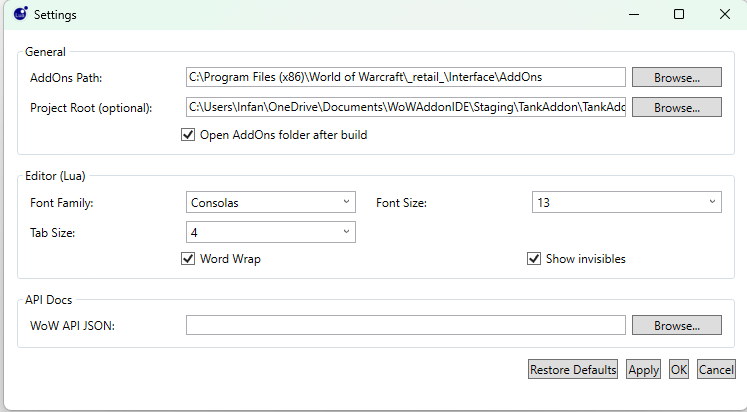 Settings
General
AddOns Path: C:\Program Files (x86)\World of Warcraft\_retail_\Interface\AddOns Browse...
Project Root (optional): C:\Users\Infan\OneDrive\Documents\WoWAddonIDE\Staging\TankAddon\TankAdd Browse...
Open AddOns folder after build
Editor (Lua)
Font Family: Consolas Font Size: 13
Tab Size: 4
Word Wrap Show invisibles
API Docs
WoW API JSON: Browse...
Restore Defaults Apply OK Cancel